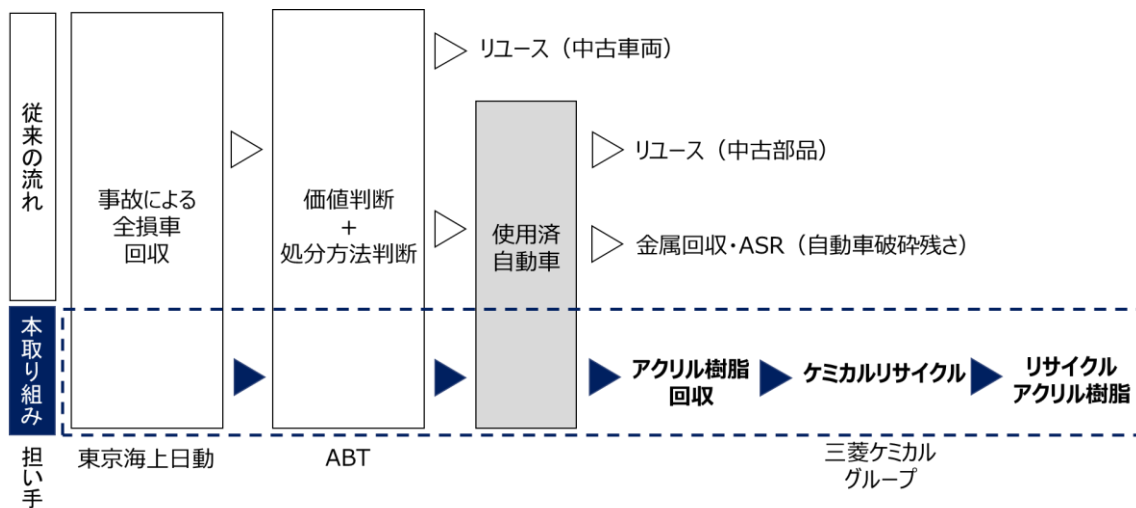 従来の流れ
事故による
全損車
回収
価値判断
+
処分方法判断
リユース（中古車両）
使用済
自動車
リユース（中古部品）
金属回収・ASR（自動車破砕残さ）
本取り組み
アクリル樹脂
回収
ケミカルリサイクル
リサイクル
アクリル樹脂
担い手
東京海上日動
ABT
三菱ケミカル
グループ